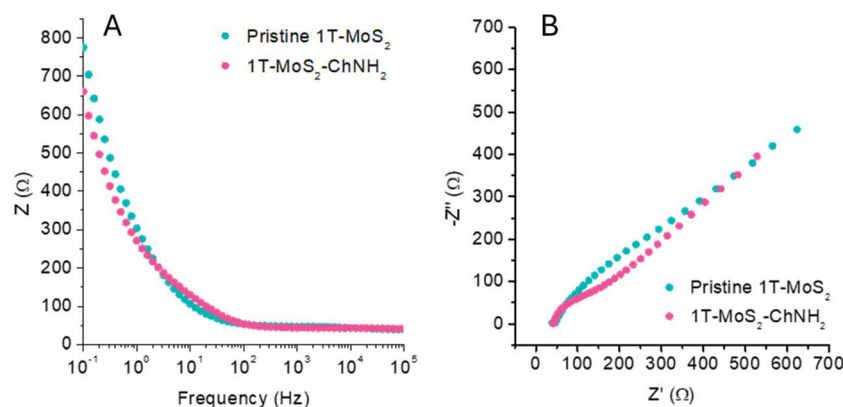 A
Pristine 1T-MoS₂
1T-MoS₂-ChNH₂
800
700
600
500
400
300
200
100
0
Z (Ω)
10⁻¹ 10⁰ 10¹ 10² 10³ 10⁴ 10⁵
Frequency (Hz)
B
700
600
500
400
300
200
100
0
-Z" (Ω)
Pristine 1T-MoS₂
1T-MoS₂-ChNH₂
0 100 200 300 400 500 600 700
Z' (Ω)